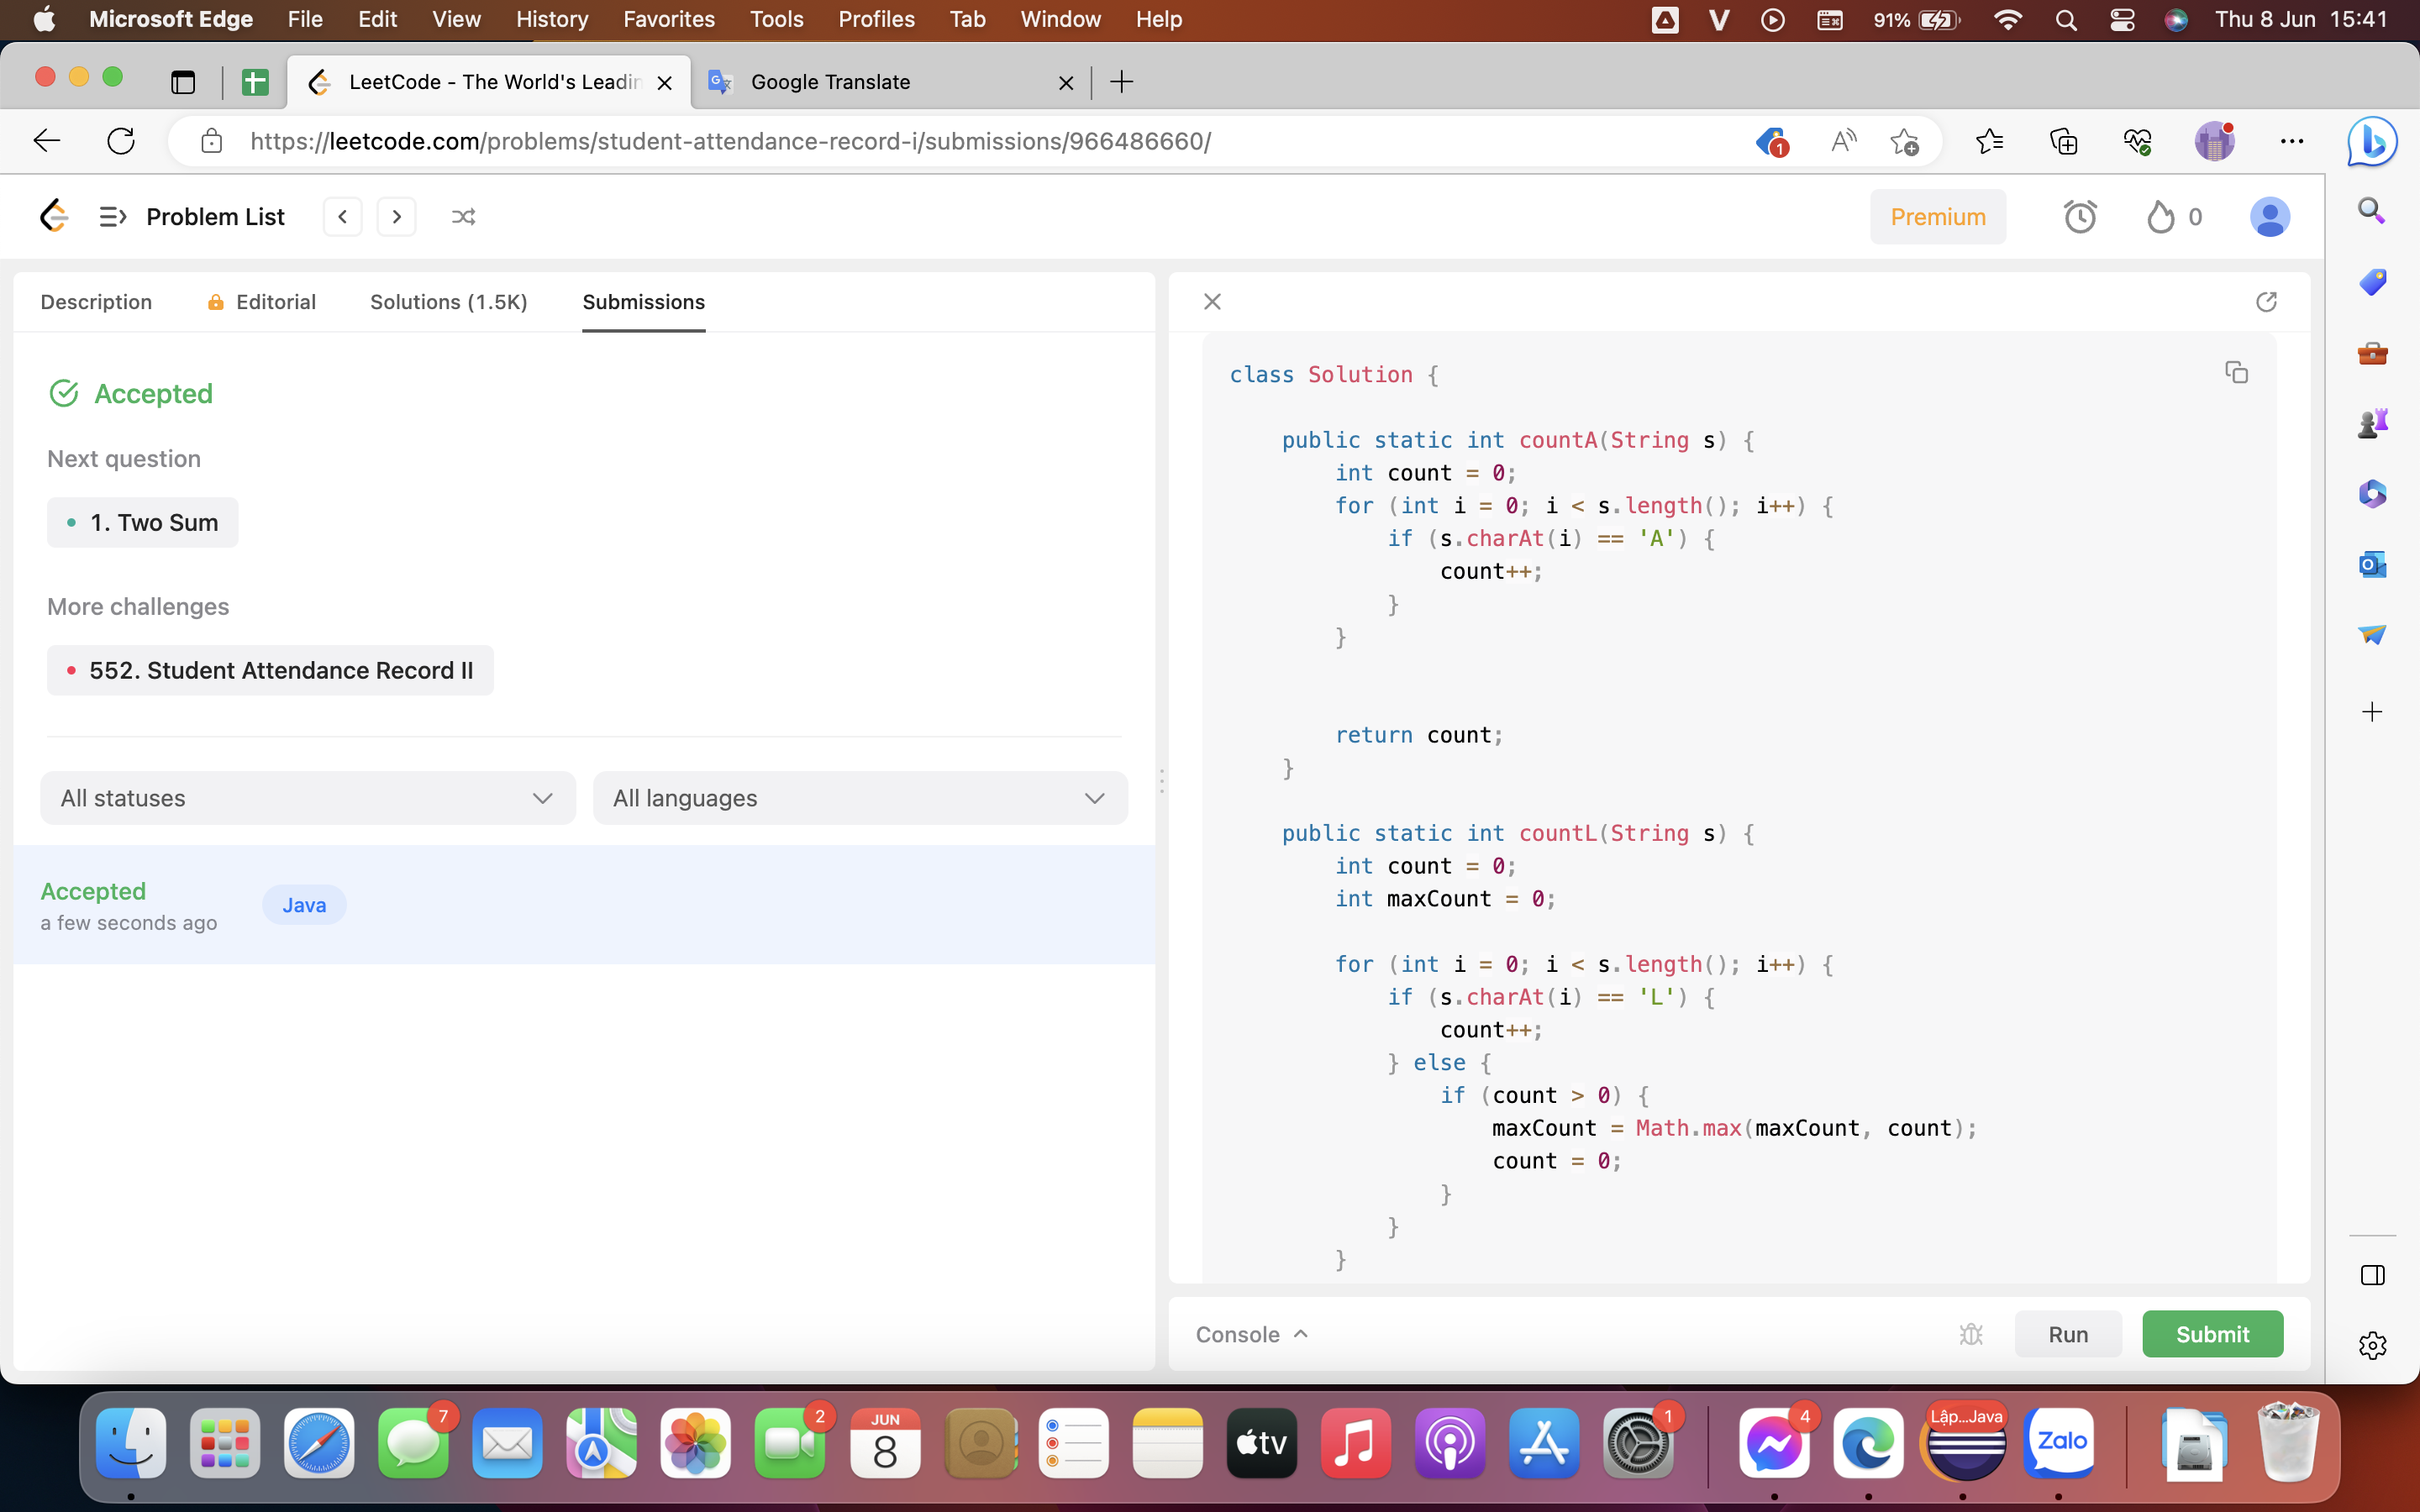 Microsoft Edge File Edit View History Favorites Tools Profiles Tab Window Help 91% Thu 8 Jun 15:41
LeetCode - The World's Leadin Google Translate
https://leetcode.com/problems/student-attendance-record-i/submissions/966486660/
1
Problem List Premium 0
Description Editorial Solutions (1.5K) Submissions
Accepted
Next question
1. Two Sum
More challenges
552. Student Attendance Record II
All statuses All languages
Accepted
a few seconds ago
Java
class Solution {
public static int countA(String s) {
int count = 0;
for (int i = 0; i < s.length(); i++) {
if (s.charAt(i) == 'A') {
count++;
}
}
return count;
}
public static int countL(String s) {
int count = 0;
int maxCount = 0;
for (int i = 0; i < s.length(); i++) {
if (s.charAt(i) == 'L') {
count++;
} else {
if (count > 0) {
maxCount = Math.max(maxCount, count);
count = 0;
}
}
}
Console Run Submit
7 2 JUN 8 tv 1 4 Lập...Java Zalo